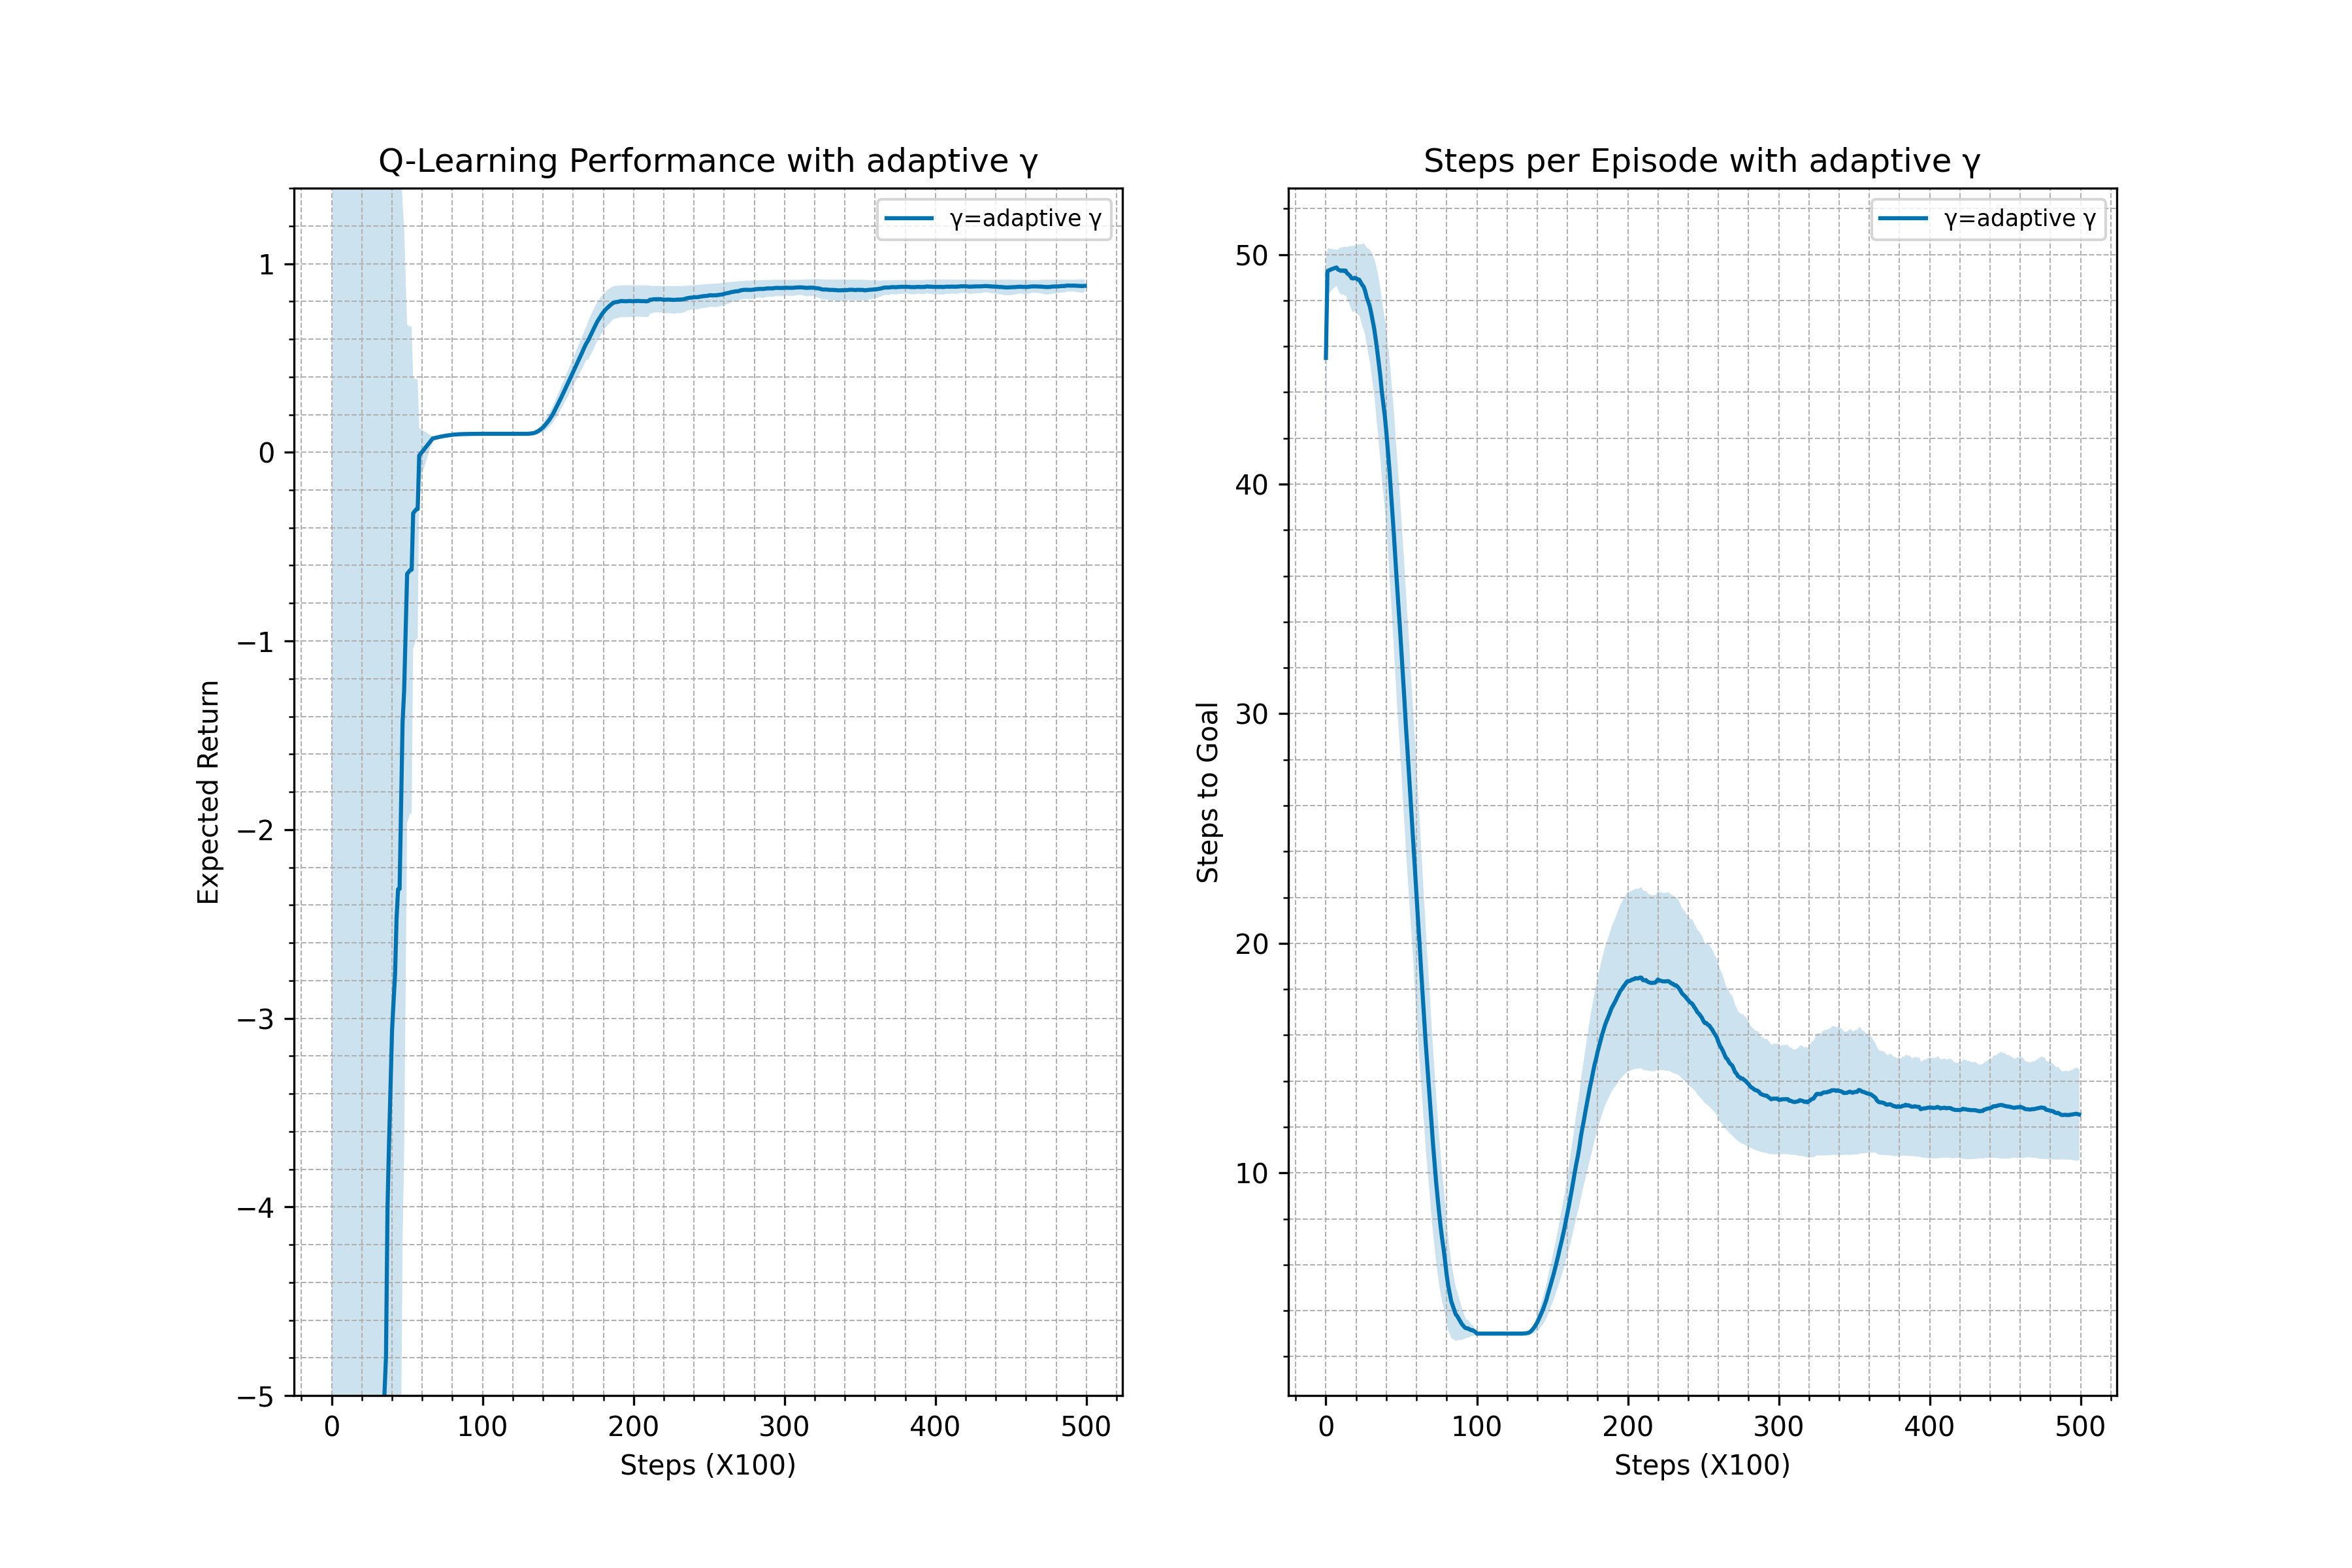 Q-Learning Performance with adaptive γ
γ=adaptive γ
1
0
−1
−2
−3
−4
−5
Expected Return
0 100 200 300 400 500
Steps (X100)
Steps per Episode with adaptive γ
γ=adaptive γ
50
40
30
20
10
Steps to Goal
0 100 200 300 400 500
Steps (X100)